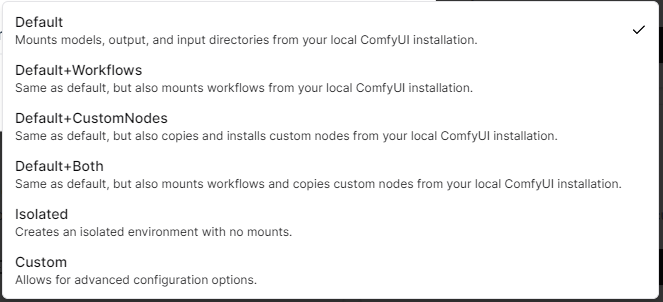 Default
Mounts models, output, and input directories from your local ComfyUI installation.
Default+Workflows
Same as default, but also mounts workflows from your local ComfyUI installation.
Default+CustomNodes
Same as default, but also copies and installs custom nodes from your local ComfyUI installation.
Default+Both
Same as default, but also mounts workflows and copies custom nodes from your local ComfyUI installation.
Isolated
Creates an isolated environment with no mounts.
Custom
Allows for advanced configuration options.